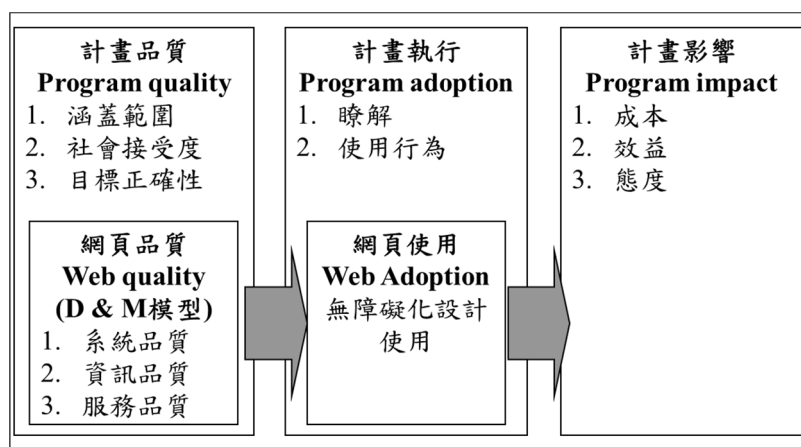 計畫品質
Program quality
1. 涵蓋範圍
2. 社會接受度
3. 目標正確性
網頁品質
Web quality
(D & M模型)
1. 系統品質
2. 資訊品質
3. 服務品質
計畫執行
Program adoption
1. 瞭解
2. 使用行為
網頁使用
Web Adoption
無障礙化設計
使用
計畫影響
Program impact
1. 成本
2. 效益
3. 態度